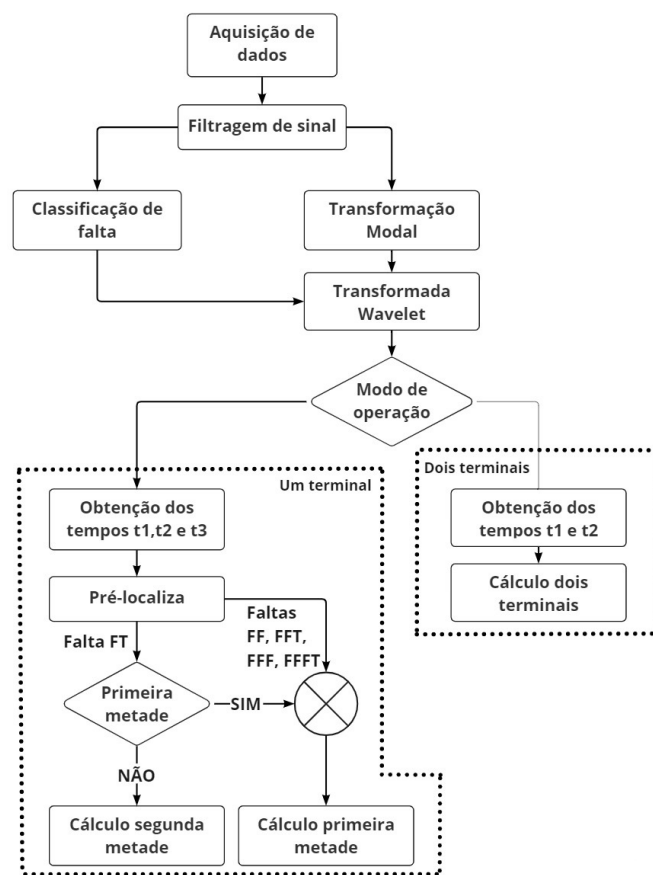 Aquisição de
dados
Filtragem de sinal
Classificação de
falta
Transformação
Modal
Transformada
Wavelet
Modo de
operação
Um terminal
Obtenção dos
tempos t1,t2 e t3
Pré-localiza
Falta FT
Faltas
FF, FFT,
FFF, FFFT
Primeira
metade
SIM
NÃO
Cálculo segunda
metade
Cálculo primeira
metade
Dois terminais
Obtenção dos
tempos t1 e t2
Cálculo dois
terminais